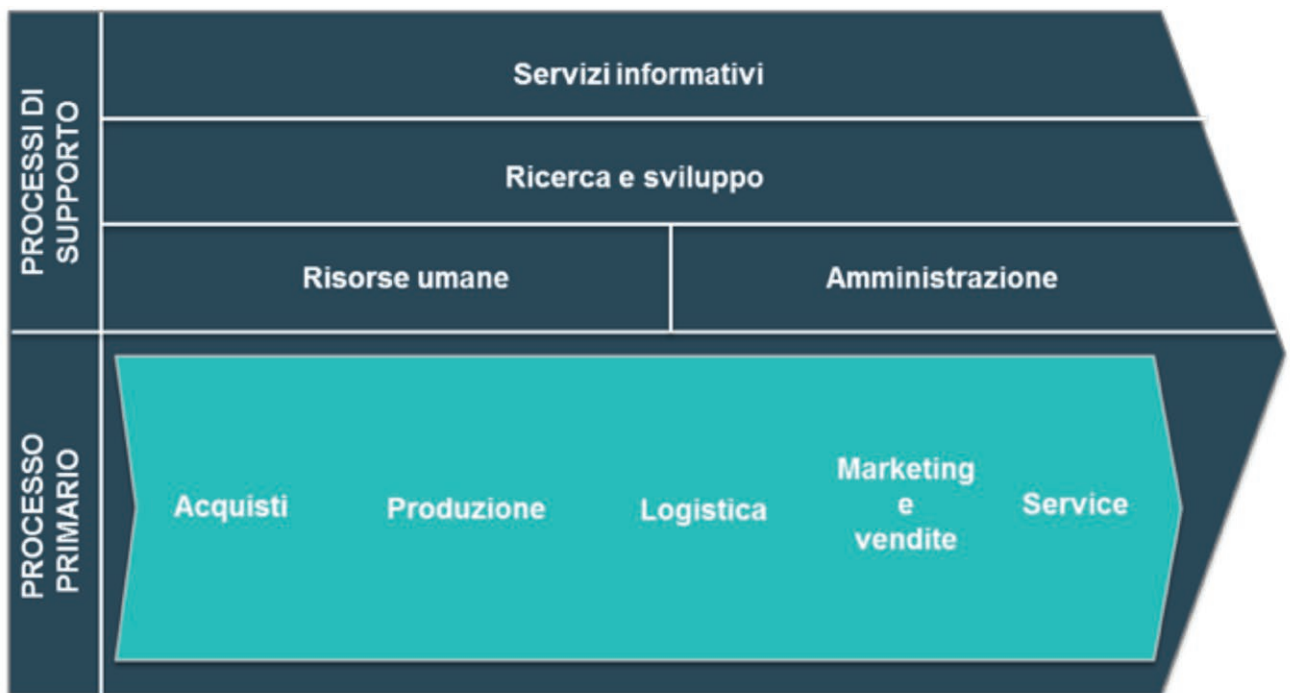 PROCESSI DI
SUPPORTO
Servizi informativi
Ricerca e sviluppo
Risorse umane
Amministrazione
PROCESSO
PRIMARIO
Acquisti
Produzione
Logistica
Marketing
e
vendite
Service